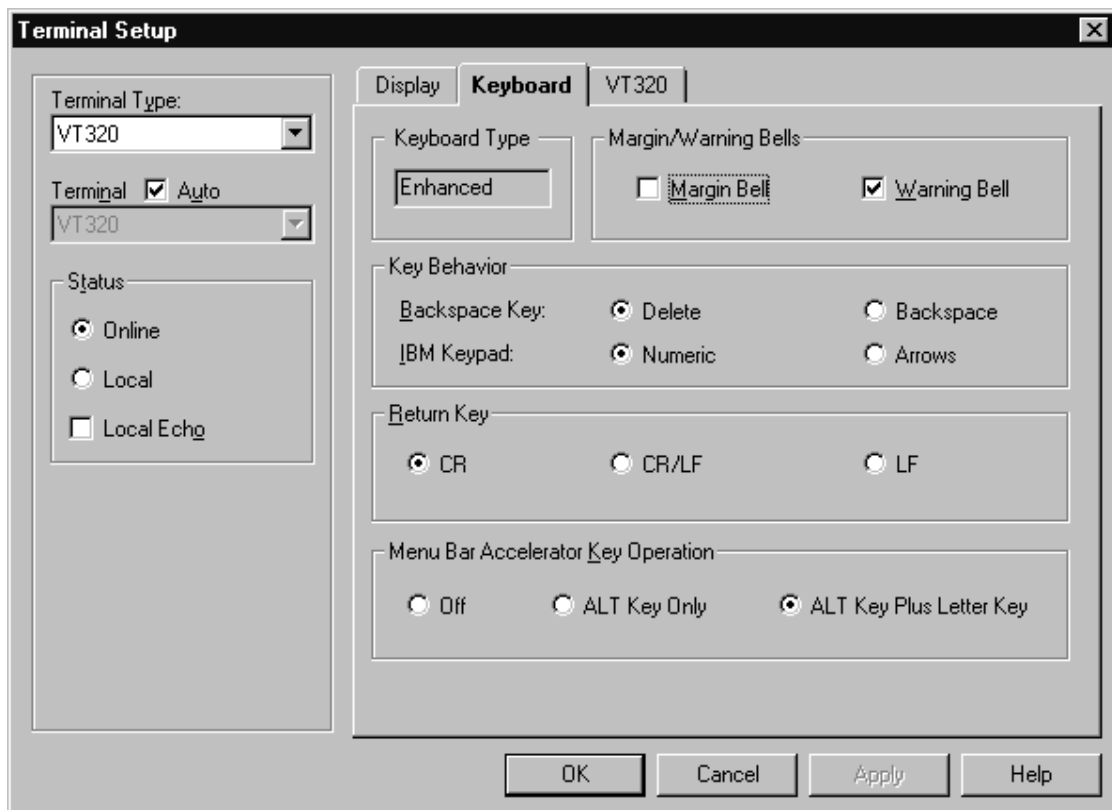 Terminal Setup
Display Keyboard VT320
Terminal Type:
VT320
Terminal Auto
VT320
Status
Online
Local
Local Echo
Keyboard Type
Enhanced
Margin/Warning Bells
Margin Bell Warning Bell
Key Behavior
Backspace Key: Delete Backspace
IBM Keypad: Numeric Arrows
Return Key
CR CR/LF LF
Menu Bar Accelerator Key Operation
Off ALT Key Only ALT Key Plus Letter Key
OK Cancel Apply Help